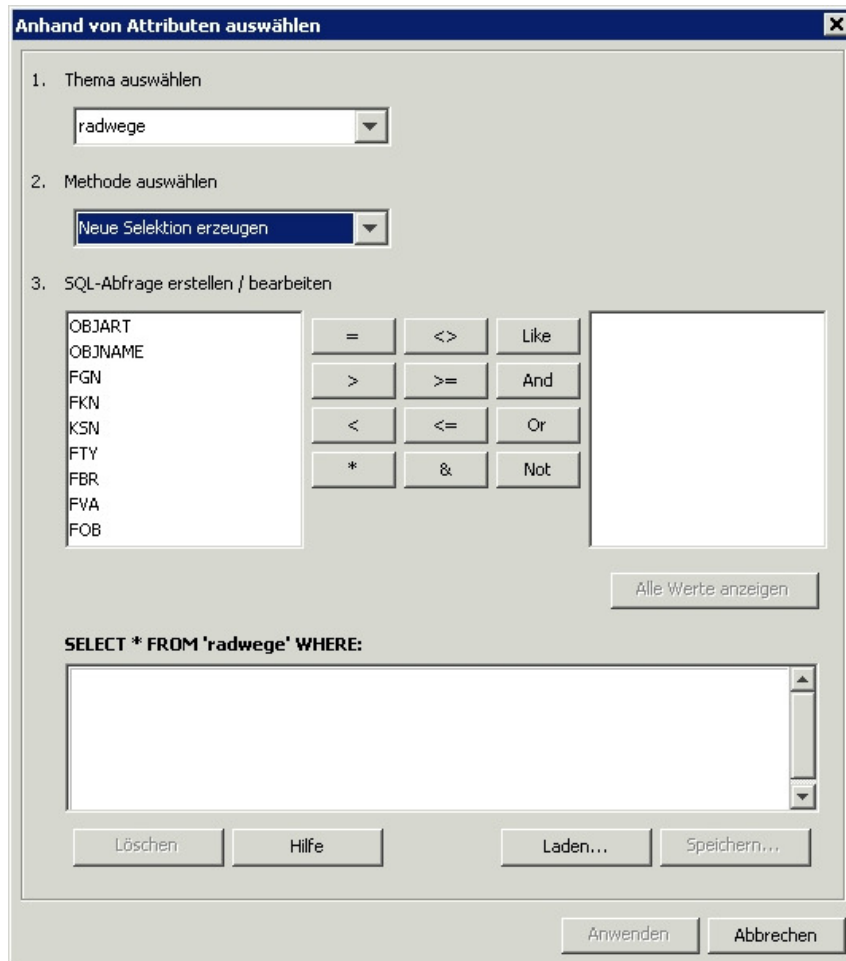 Anhand von Attributen auswählen
1. Thema auswählen
radwege
2. Methode auswählen
Neue Selektion erzeugen
3. SQL-Abfrage erstellen / bearbeiten
OBJART
OBJNAME
FGN
FKN
KSN
FTY
FBR
FVA
FOB
= <> Like
> >= And
< <= Or
* & Not
Alle Werte anzeigen
SELECT * FROM 'radwege' WHERE:
Löschen Hilfe Laden... Speichern...
Anwenden Abbrechen